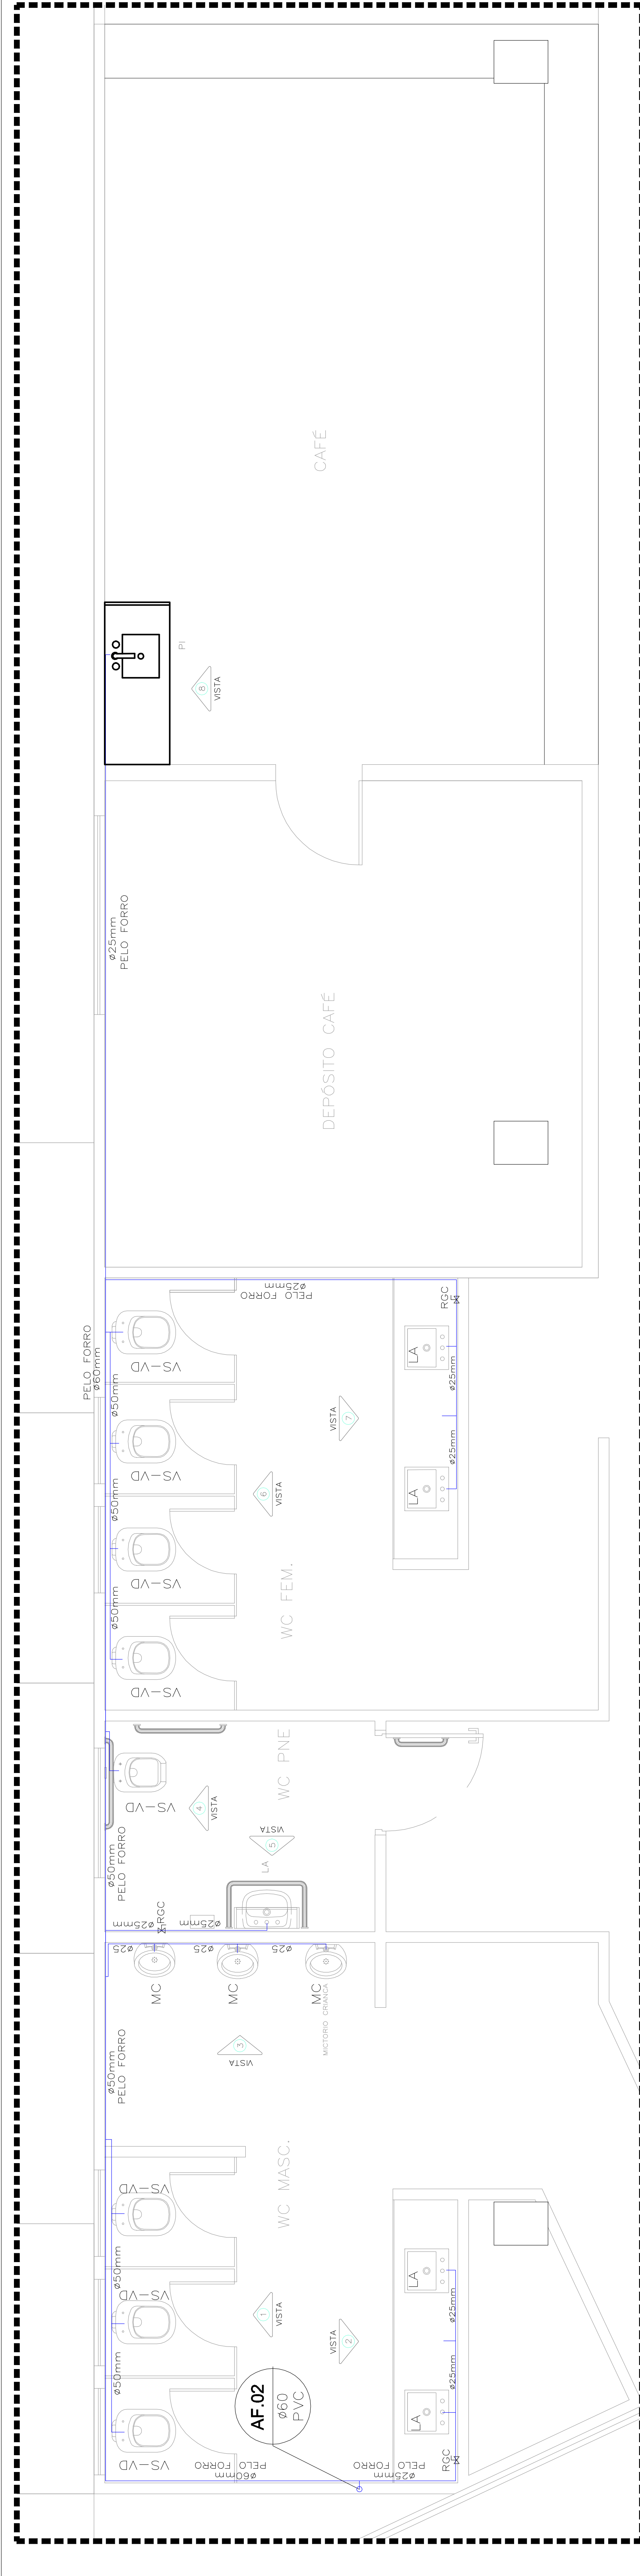 CAFÉ
PI
8
VISTA
ø25mm
PELO FORRO
DEPÓSITO CAFÉ
ø25mm
PELO FORRO
RGC
PELO FORRO
ø60mm
VS-VD
LA
ø25mm
ø50mm
7
VISTA
VS-VD
ø25mm
LA
6
VISTA
ø50mm
VS-VD
WC FEM.
ø50mm
VS-VD
WC PNE
VS-VD
4
VISTA
VISTA
5
LA
ø50mm
PELO FORRO
RGC
ø25mm
ø25mm
ø25
ø25
ø25
MC
MC
MC
MICTORIO CRIANCA
3
VISTA
ø50mm
PELO FORRO
WC MASC.
VS-VD
LA
ø50mm
VS-VD
1
VISTA
VISTA
2
ø25mm
ø25mm
ø50mm
LA
AF.02
ø60
PVC
VS-VD
PELO
FORRO
ø60mm
PELO FORRO
ø25mm
RGC